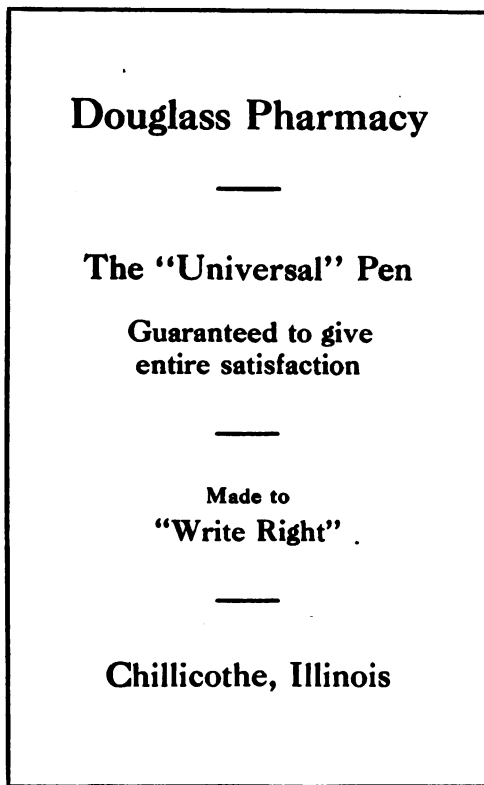 Douglass Pharmacy
The “Universal” Pen
Guaranteed to give
entire satisfaction
Made to
“Write Right”
Chillicothe, Illinois